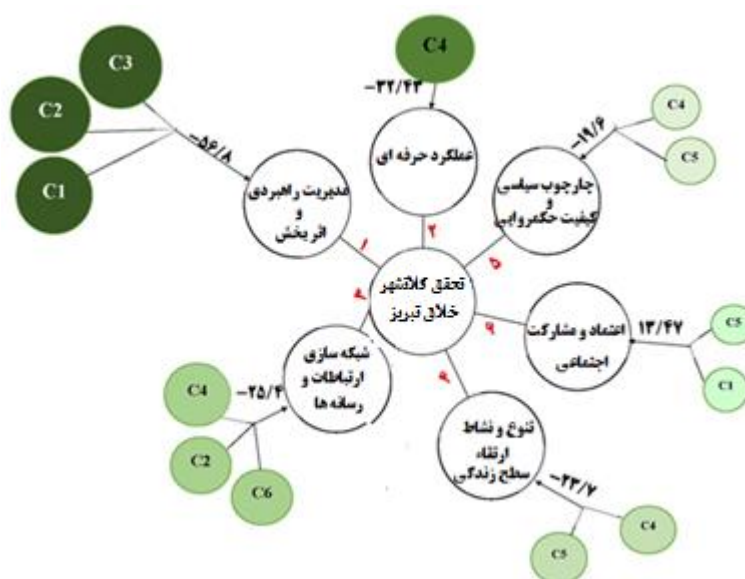 C3
C2
C1
-۵۶/۸
مدیریت راهبردی
و
اثربخش
۱
C4
-۳۲/۴۳
عملکرد حرفه ای
۲
C4
C5
-۱۹/۶
چارچوب سیاسی
و
کیفیت حکمروایی
۵
تحقق کلانشهر
خلاق تبریز
C5
C1
۱۳/۴۷
اعتماد و مشارکت
اجتماعی
۳
شبکه سازی
ارتباطات و
رسانه ها
-۲۵/۴
C4
C2
C6
۴
تنوع و نشاط
ارتقاء
سطح زندگی
-۲۳/۷
C5
C4